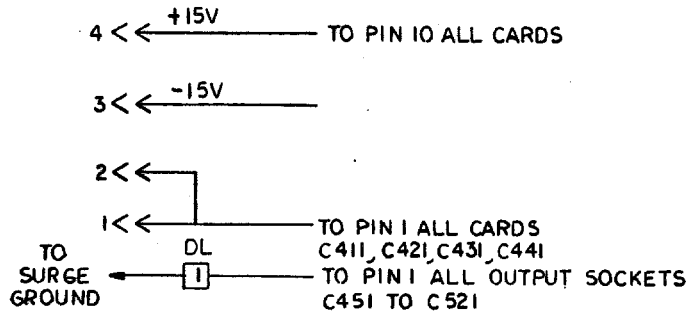 4 << +15V TO PIN 10 ALL CARDS
3 << -15V
2 <<
1 << TO PIN 1 ALL CARDS
C411, C421, C431, C441
TO SURGE GROUND
DL
1
TO PIN 1 ALL OUTPUT SOCKETS
C451 TO C521